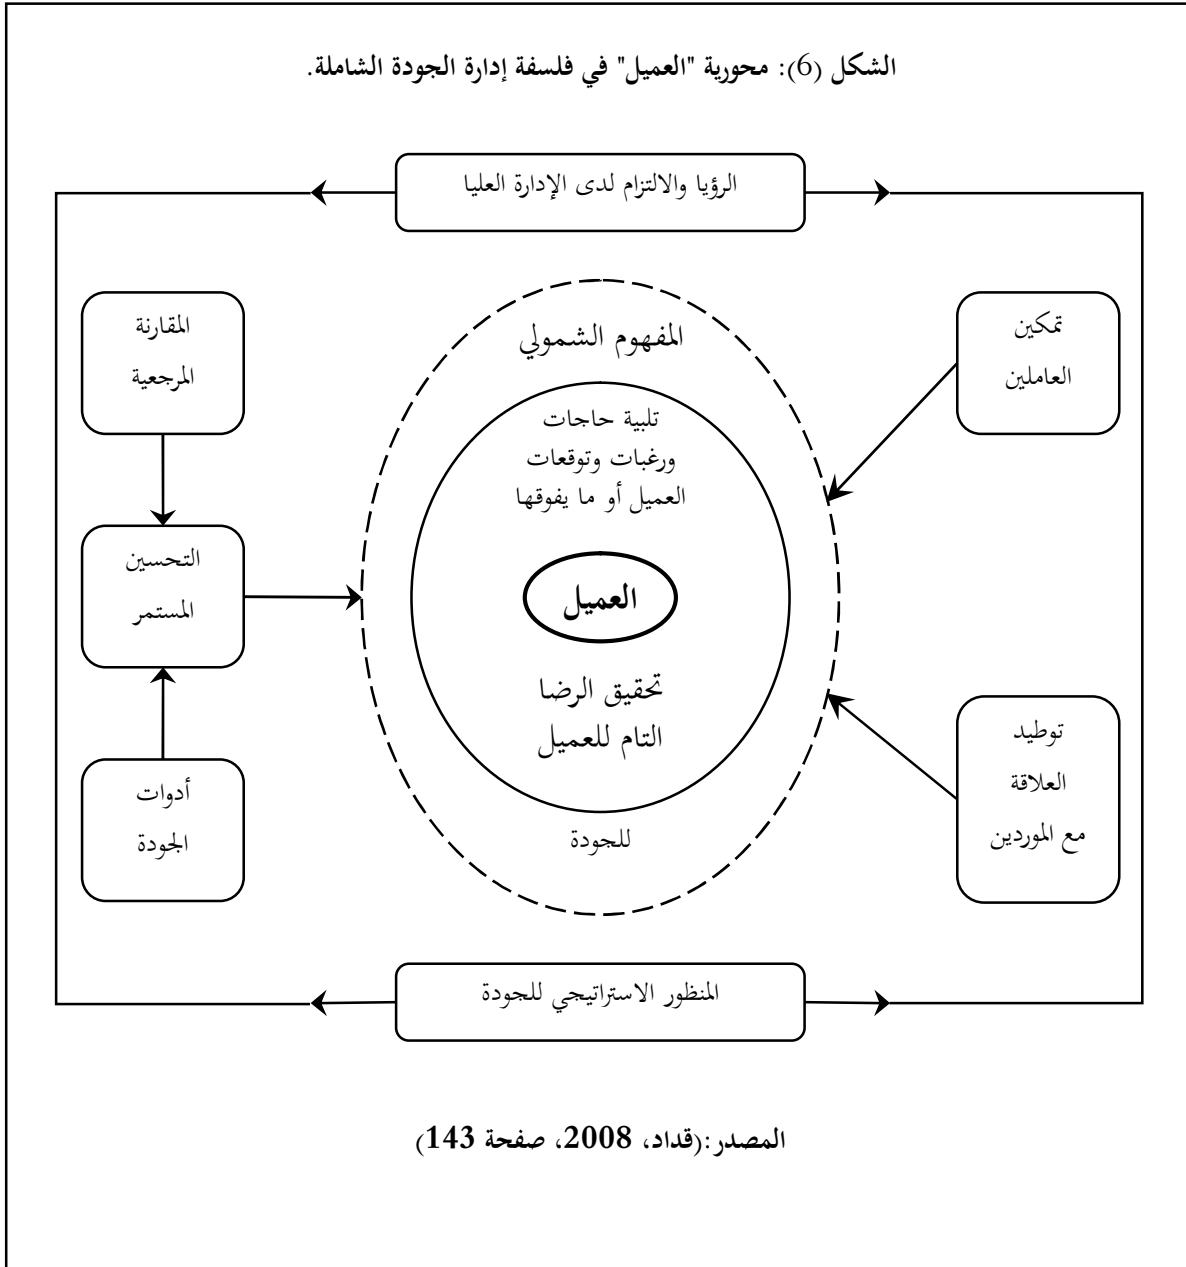 الشكل (6): محورية "العميل" في فلسفة إدارة الجودة الشاملة.
الرؤيا والالتزام لدى الإدارة العليا
تمكين
العاملين
توطيد
العلاقة
مع الموردين
المفهوم الشمولي
تلبية حاجات
ورغبات وتوقعات
العميل أو ما يفوقها
العميل
تحقيق الرضا
التام للعميل
للجودة
المقارنة
المرجعية
التحسين
المستمر
أدوات
الجودة
المنظور الاستراتيجي للجودة
المصدر:(قداد، 2008، صفحة 143)